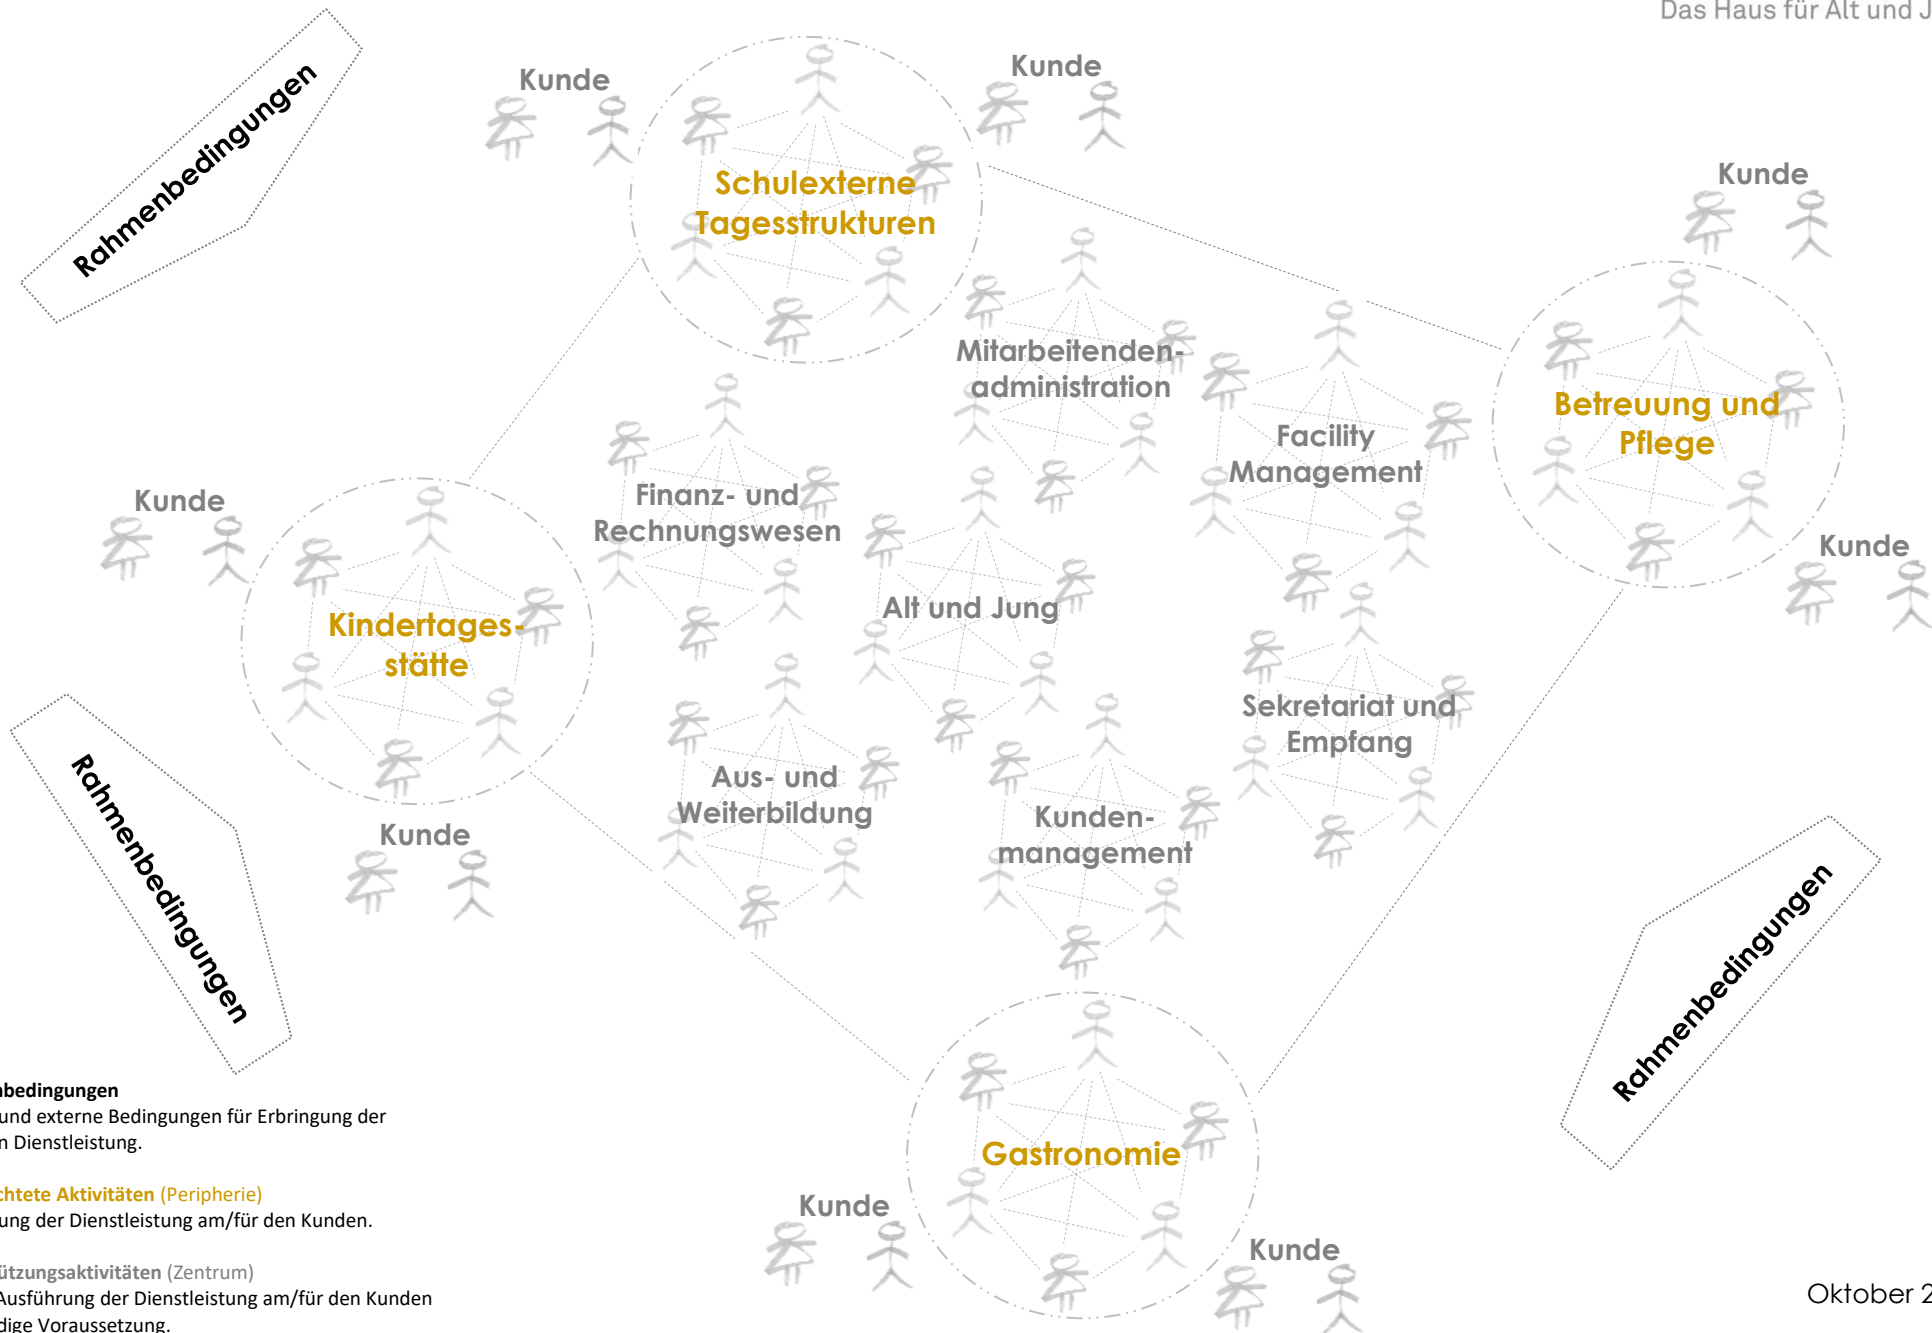 Das Haus für Alt und J
Rahmenbedingungen
Kunde
Kunde
Schulexterne
Tagesstrukturen
Kunde
Mitarbeitenden-
administration
Betreuung und
Pflege
Facility
Management
Finanz- und
Rechnungswesen
Kunde
Kunde
Alt und Jung
Kindertages-
stätte
Sekretariat und
Empfang
Aus- und
Weiterbildung
Kunden-
management
Kunde
Rahmenbedingungen
Rahmenbedingungen
Gastronomie
Kunde
Kunde
nbedingungen
und externe Bedingungen für Erbringung der
n Dienstleistung.
chtete Aktivitäten (Peripherie)
ung der Dienstleistung am/für den Kunden.
ützungsaktivitäten (Zentrum)
Ausführung der Dienstleistung am/für den Kunden
dige Voraussetzung.
Oktober 2